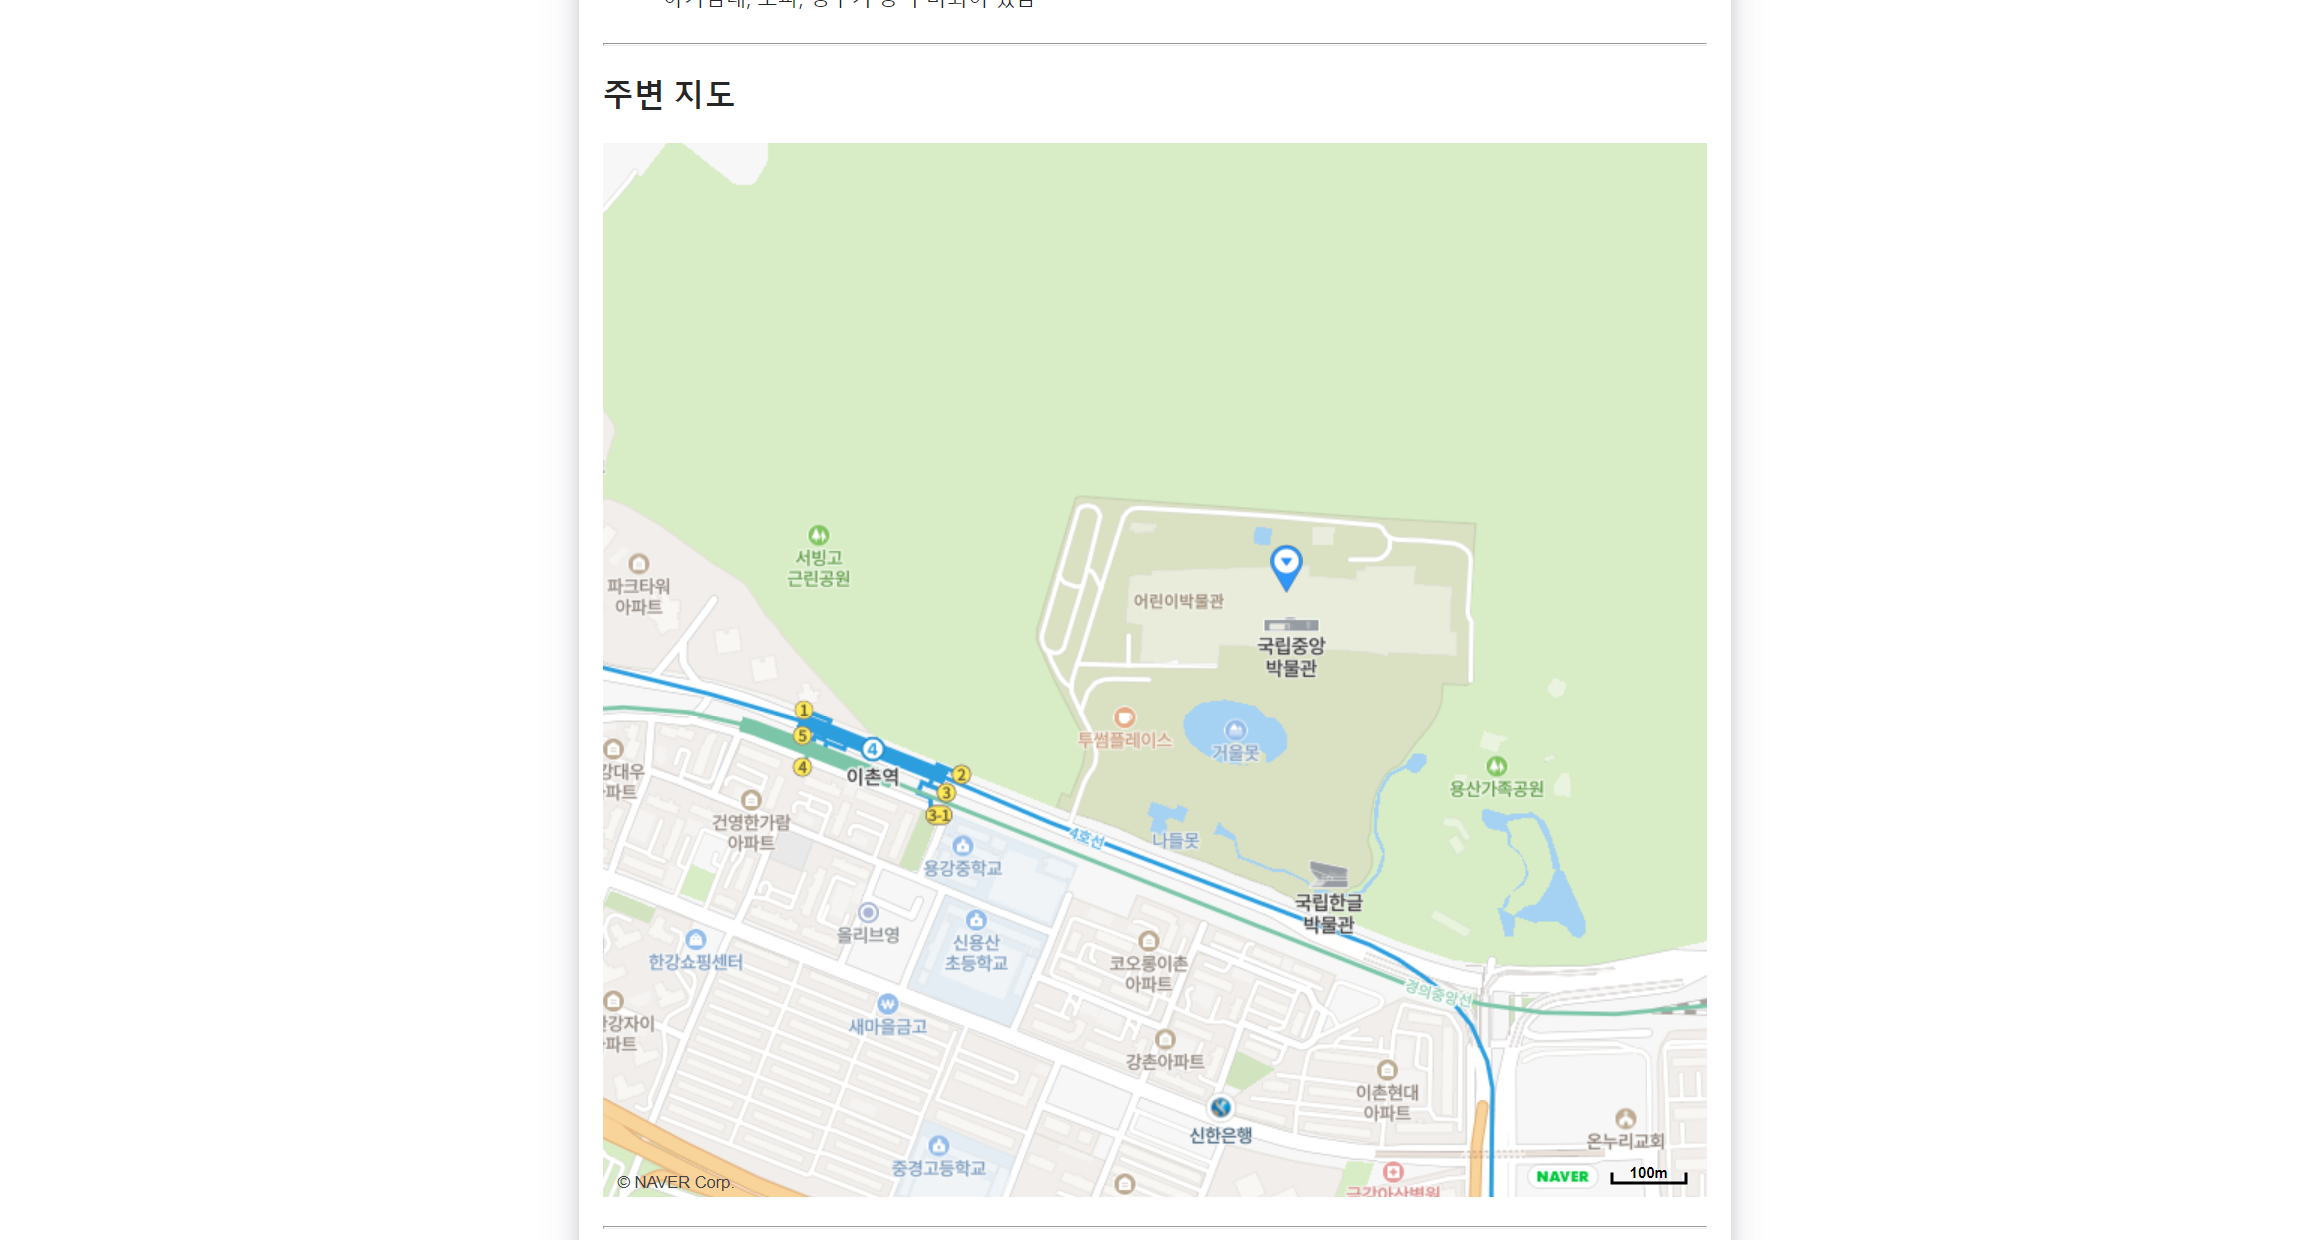 주변 지도
서빙고
근린공원
파크타워
아파트
어린이박물관
국립중앙
박물관
1
5
4
4
이촌역
2
3
3-1
투썸플레이스
거울못
용산가족공원
강대우
파트
건영한가람
아파트
4호선
나들못
용강중학교
국립한글
박물관
올리브영
신용산
초등학교
한강쇼핑센터
코오롱이촌
아파트
경의중앙선
강자이
파트
새마을금고
강촌아파트
이촌현대
아파트
신한은행
온누리교회
중경고등학교
금강아산병원
© NAVER Corp.
NAVER
100m